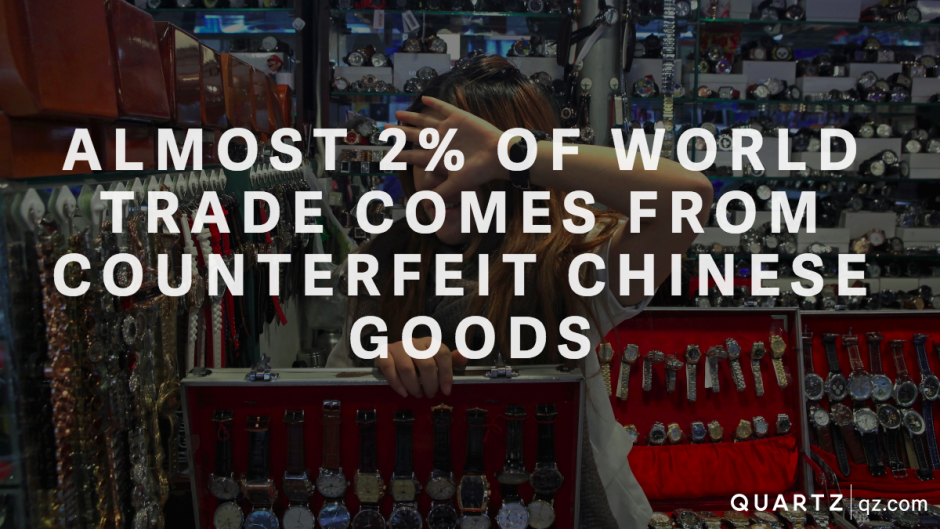 ALMOST 2% OF WORLD
TRADE COMES FROM
COUNTERFEIT CHINESE
GOODS
QUARTZ | qz.com